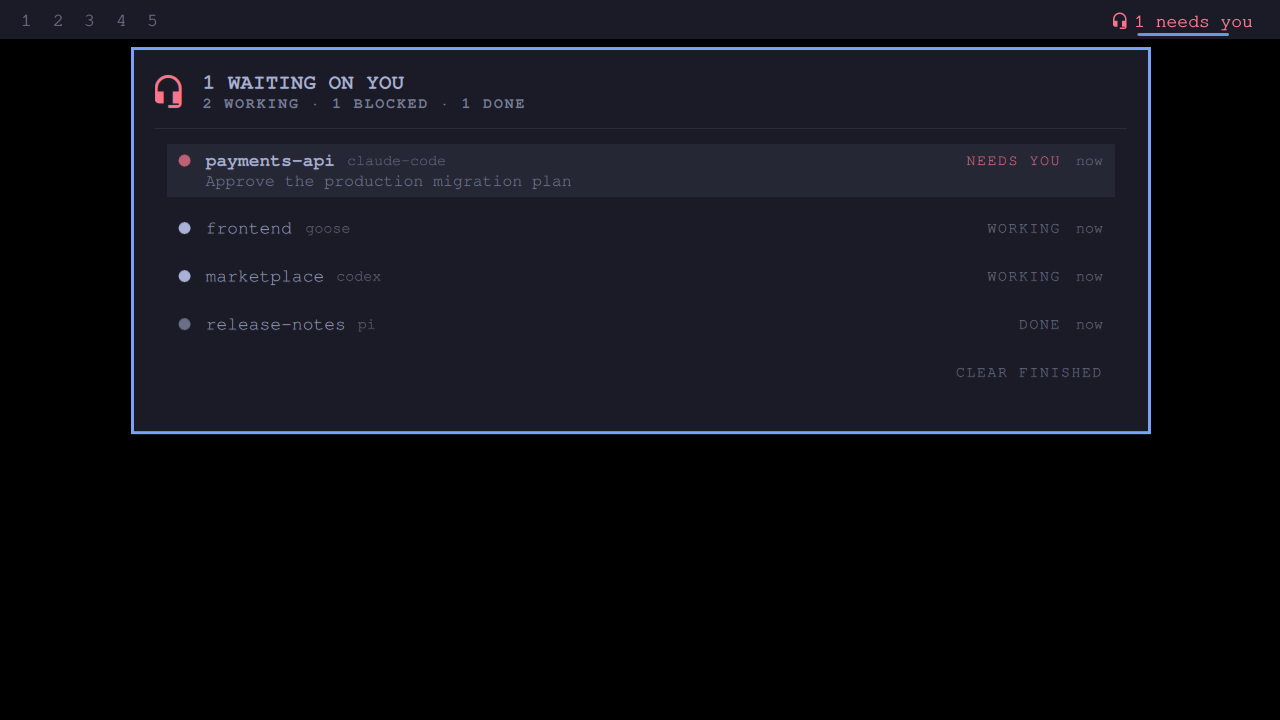 1 2 3 4 5
1 needs you
1 WAITING ON YOU
2 WORKING · 1 BLOCKED · 1 DONE
payments-api claude-code NEEDS YOU now
Approve the production migration plan
frontend goose WORKING now
marketplace codex WORKING now
release-notes pi DONE now
CLEAR FINISHED